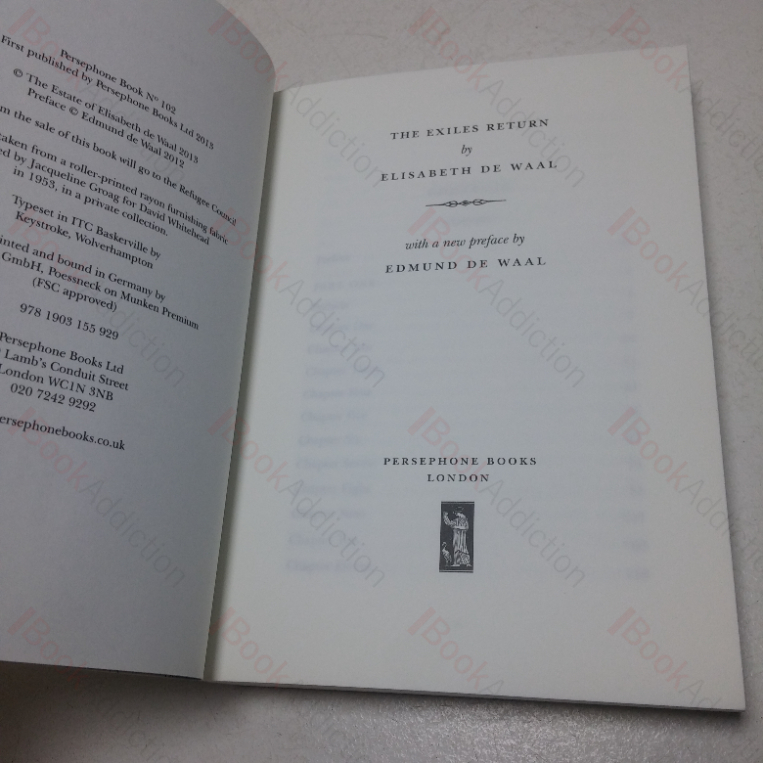 Persephone Book Nº 102
First published by Persephone Books Ltd 2013
© The Estate of Elisabeth de Waal 2013
Preface © Edmund de Waal 2012
the sale of this book will go to the Refugee Council
taken from a roller-printed rayon furnishing fabric
by Jacqueline Groag for David Whitehead
in 1953, in a private collection.
Typeset in ITC Baskerville by
Keystroke, Wolverhampton
and bound in Germany by
GmbH, Poessneck on Munken Premium
(FSC approved)
978 1903 155 929
Persephone Books Ltd
Lamb's Conduit Street
London WC1N 3NB
020 7242 9292
persephonebooks.co.uk
THE EXILES RETURN
by
ELISABETH DE WAAL
with a new preface by
EDMUND DE WAAL
PERSEPHONE BOOKS
LONDON
BookAddiction